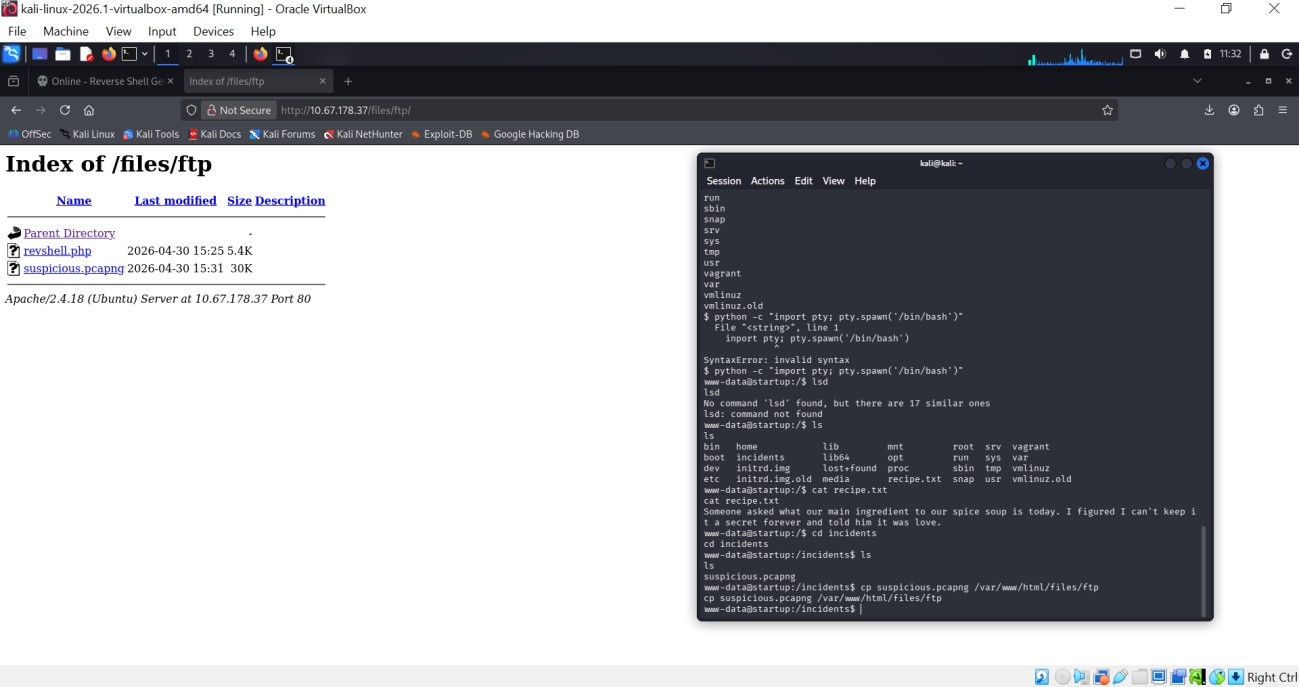 kali-linux-2026.1-virtualbox-amd64 [Running] - Oracle VirtualBox
File Machine View Input Devices Help
1 2 3 4
11:32
Online - Reverse Shell Ge
Index of /files/ftp
Not Secure http://10.67.178.37/files/ftp/
OffSec Kali Linux Kali Tools Kali Docs Kali Forums Kali NetHunter Exploit-DB Google Hacking DB
Index of /files/ftp
Name Last modified Size Description
Parent Directory -
revshell.php 2026-04-30 15:25 5.4K
suspicious.pcapng 2026-04-30 15:31 30K
Apache/2.4.18 (Ubuntu) Server at 10.67.178.37 Port 80
kali@kali: ~
Session Actions Edit View Help
run
sbin
snap
srv
sys
tmp
usr
vagrant
var
vmlinuz
vmlinuz.old
$ python -c "inport pty; pty.spawn('/bin/bash')"
File "<string>", line 1
inport pty; pty.spawn('/bin/bash')
^
SyntaxError: invalid syntax
$ python -c "import pty; pty.spawn('/bin/bash')"
www-data@startup:/$ lsd
lsd
No command 'lsd' found, but there are 17 similar ones
lsd: command not found
www-data@startup:/$ ls
ls
bin home lib mnt root srv vagrant
boot incidents lib64 opt run sys var
dev initrd.img lost+found proc sbin tmp vmlinuz
etc initrd.img.old media recipe.txt snap usr vmlinuz.old
www-data@startup:/$ cat recipe.txt
cat recipe.txt
Someone asked what our main ingredient to our spice soup is today. I figured I can't keep i
t a secret forever and told him it was love.
www-data@startup:/$ cd incidents
cd incidents
www-data@startup:/incidents$ ls
ls
suspicious.pcapng
www-data@startup:/incidents$ cp suspicious.pcapng /var/www/html/files/ftp
cp suspicious.pcapng /var/www/html/files/ftp
www-data@startup:/incidents$
Right Ctrl